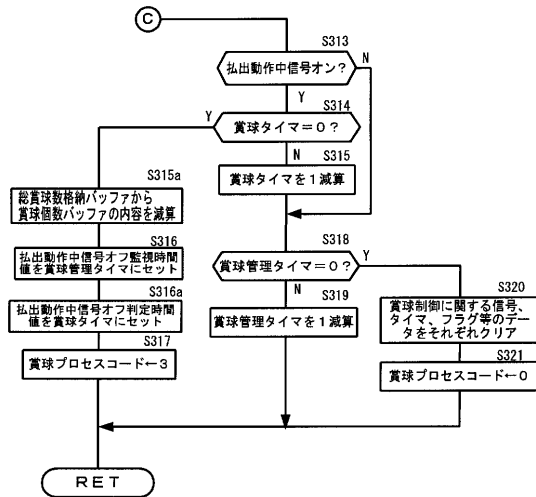 C
S313
払出動作中信号オン？
N
Y
S314
賞球タイマ＝０？
Y
N
S315
賞球タイマを１減算
S315a
総賞球数格納バッファから
賞球個数バッファの内容を減算
S316
払出動作中信号オフ監視時間
値を賞球管理タイマにセット
S316a
払出動作中信号オフ判定時間
値を賞球タイマにセット
S317
賞球プロセスコード←３
S318
賞球管理タイマ＝０？
Y
N
S319
賞球管理タイマを１減算
S320
賞球制御に関する信号、
タイマ、フラグ等のデー
タをそれぞれクリア
S321
賞球プロセスコード←０
ＲＥＴ